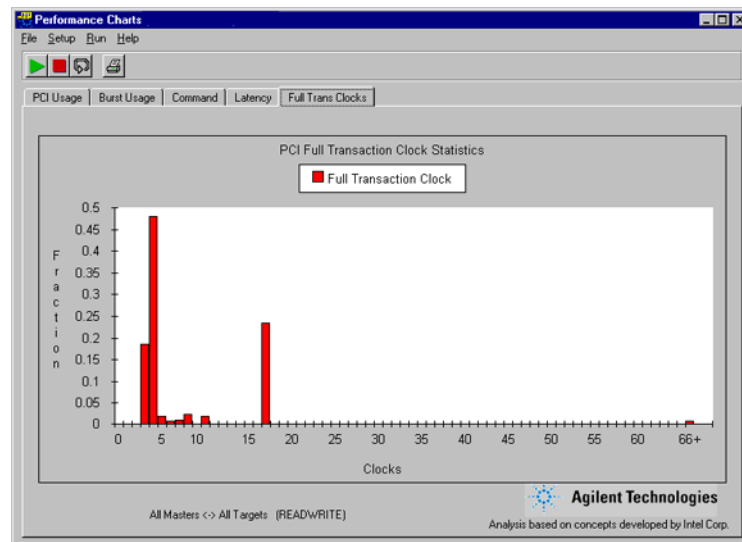 Performance Charts
File Setup Run Help
PCI Usage Burst Usage Command Latency Full Trans Clocks
PCI Full Transaction Clock Statistics
Full Transaction Clock
0.5
0.45
0.4
0.35
0.3
0.25
0.2
0.15
0.1
0.05
0
Fraction
0 5 10 15 20 25 30 35 40 45 50 55 60 66+
Clocks
Agilent Technologies
All Masters <-> All Targets (READWRITE)
Analysis based on concepts developed by Intel Corp.